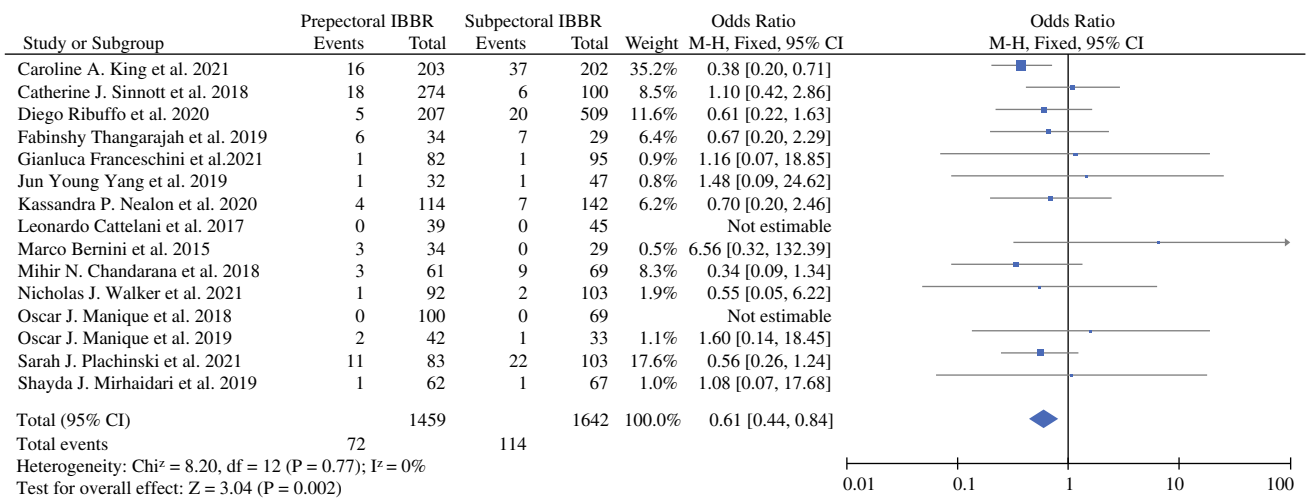 Prepectoral IBBR Subpectoral IBBR Odds Ratio Odds Ratio
Study or Subgroup Events Total Events Total Weight M-H, Fixed, 95% CI M-H, Fixed, 95% CI
Caroline A. King et al. 2021 16 203 37 202 35.2% 0.38 [0.20, 0.71]
Catherine J. Sinnott et al. 2018 18 274 6 100 8.5% 1.10 [0.42, 2.86]
Diego Ribuffo et al. 2020 5 207 20 509 11.6% 0.61 [0.22, 1.63]
Fabinshy Thangarajah et al. 2019 6 34 7 29 6.4% 0.67 [0.20, 2.29]
Gianluca Franceschini et al.2021 1 82 1 95 0.9% 1.16 [0.07, 18.85]
Jun Young Yang et al. 2019 1 32 1 47 0.8% 1.48 [0.09, 24.62]
Kassandra P. Nealon et al. 2020 4 114 7 142 6.2% 0.70 [0.20, 2.46]
Leonardo Cattelani et al. 2017 0 39 0 45 Not estimable
Marco Bernini et al. 2015 3 34 0 29 0.5% 6.56 [0.32, 132.39]
Mihir N. Chandarana et al. 2018 3 61 9 69 8.3% 0.34 [0.09, 1.34]
Nicholas J. Walker et al. 2021 1 92 2 103 1.9% 0.55 [0.05, 6.22]
Oscar J. Manique et al. 2018 0 100 0 69 Not estimable
Oscar J. Manique et al. 2019 2 42 1 33 1.1% 1.60 [0.14, 18.45]
Sarah J. Plachinski et al. 2021 11 83 22 103 17.6% 0.56 [0.26, 1.24]
Shayda J. Mirhaidari et al. 2019 1 62 1 67 1.0% 1.08 [0.07, 17.68]
Total (95% CI) 1459 1642 100.0% 0.61 [0.44, 0.84]
Total events 72 114
Heterogeneity: Chiᶻ = 8.20, df = 12 (P = 0.77); Iᶻ = 0%
Test for overall effect: Z = 3.04 (P = 0.002)
0.01 0.1 1 10 100